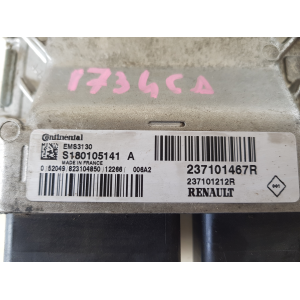 1734CA
Continental
EMS3130
S180105141 A
MADE IN FRANCE
237101467R
237101212R
RENAULT